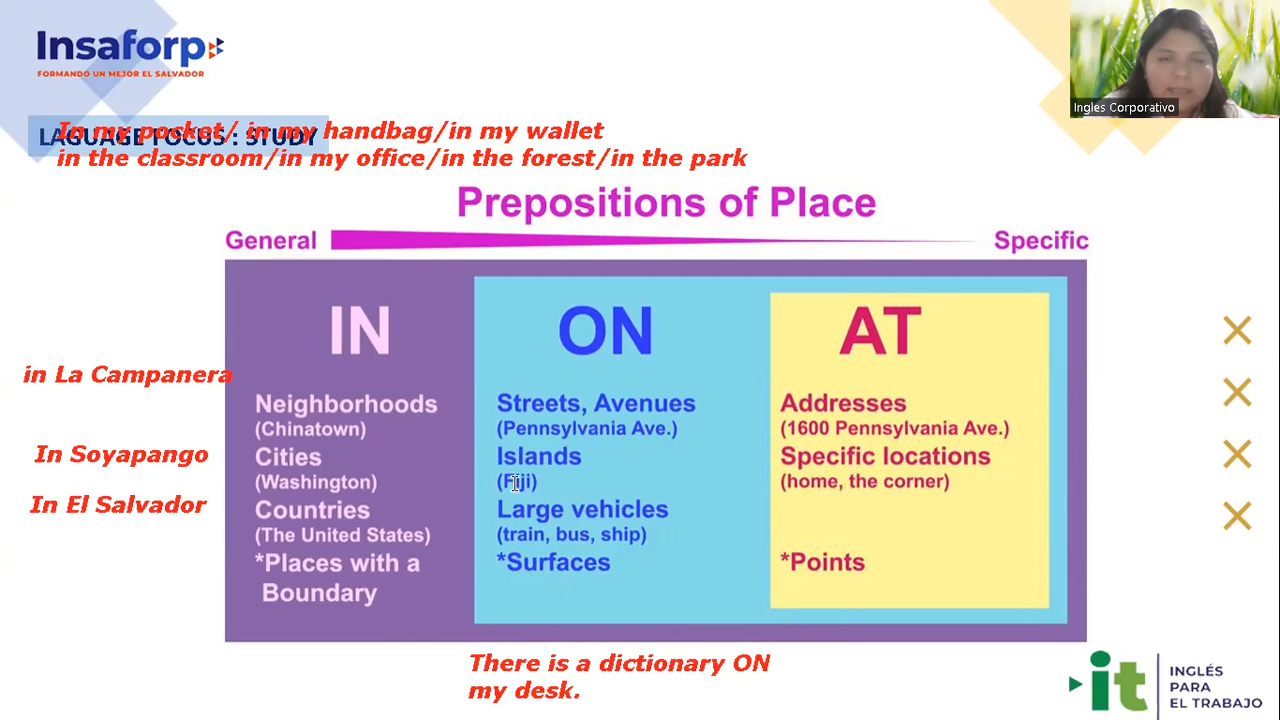 Insaforp
FORMANDO UN MEJOR EL SALVADOR
Ingles Corporativo
LAGUAGE FOCUS : STUDY
In my pocket/ in my handbag/in my wallet
in the classroom/in my office/in the forest/in the park
Prepositions of Place
General
Specific
IN
ON
AT
in La Campanera
Neighborhoods
(Chinatown)
In Soyapango
Cities
(Washington)
In El Salvador
Countries
(The United States)
*Places with a
Boundary
Streets, Avenues
(Pennsylvania Ave.)
Islands
(Fiji)
Large vehicles
(train, bus, ship)
*Surfaces
Addresses
(1600 Pennsylvania Ave.)
Specific locations
(home, the corner)
*Points
There is a dictionary ON
my desk.
it
INGLÉS
PARA
EL TRABAJO